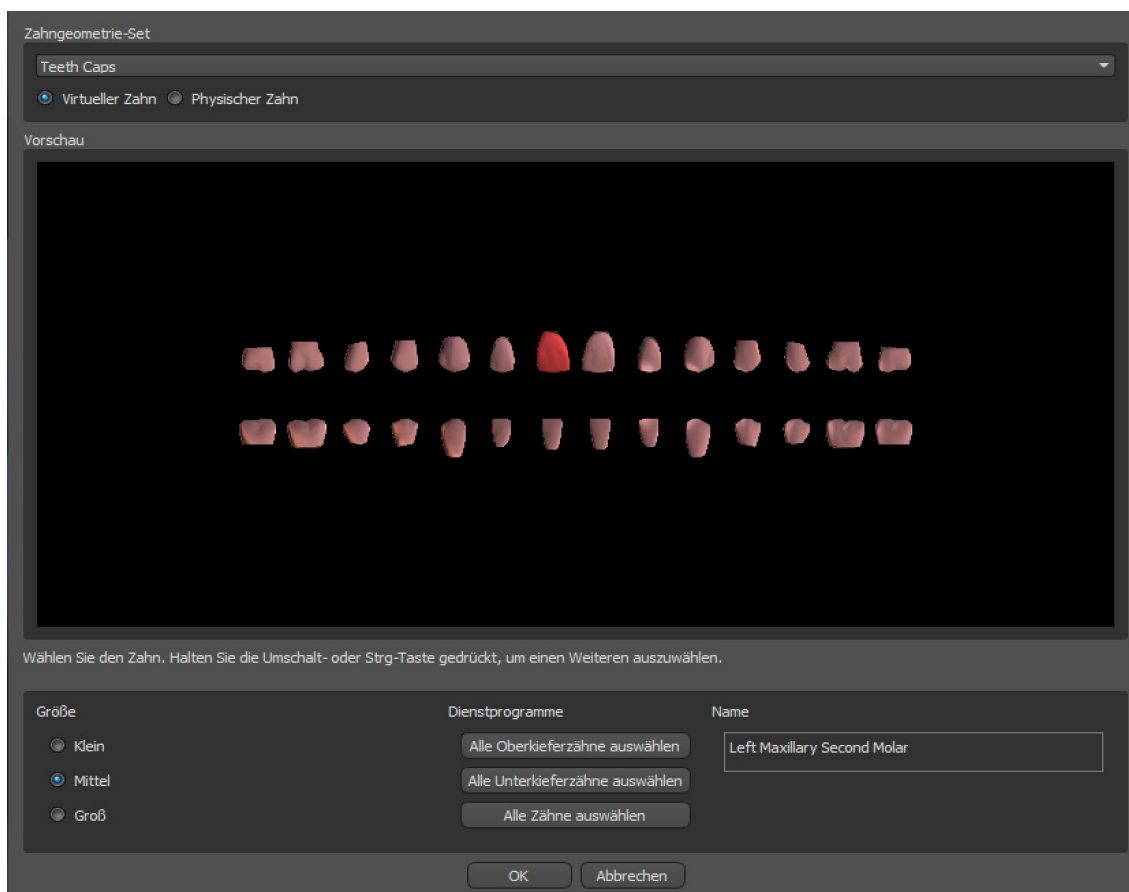 Zahngeometrie-Set
Teeth Caps
Virtueller Zahn Physischer Zahn
Vorschau
Wählen Sie den Zahn. Halten Sie die Umschalt- oder Strg-Taste gedrückt, um einen Weiteren auszuwählen.
Größe
Klein
Mittel
Groß
Dienstprogramme
Alle Oberkieferzähne auswählen
Alle Unterkieferzähne auswählen
Alle Zähne auswählen
Name
Left Maxillary Second Molar
OK Abbrechen